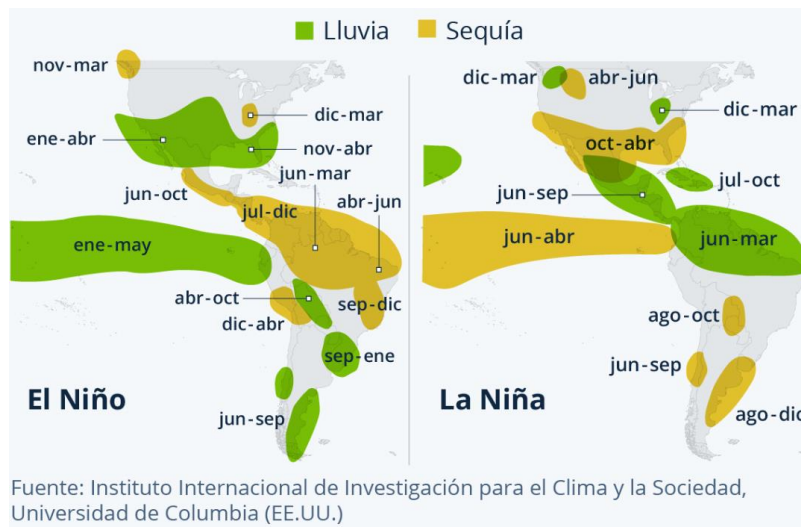 Lluvia Sequía
nov-mar
dic-mar
ene-abr
nov-abr
jun-mar
jun-oct
abr-jun
jul-dic
ene-may
abr-oct
sep-dic
dic-abr
sep-ene
El Niño
jun-sep
dic-mar
abr-jun
dic-mar
oct-abr
jun-sep
jul-oct
jun-abr
jun-mar
ago-oct
jun-sep
La Niña
ago-dic
Fuente: Instituto Internacional de Investigación para el Clima y la Sociedad,
Universidad de Columbia (EE.UU.)